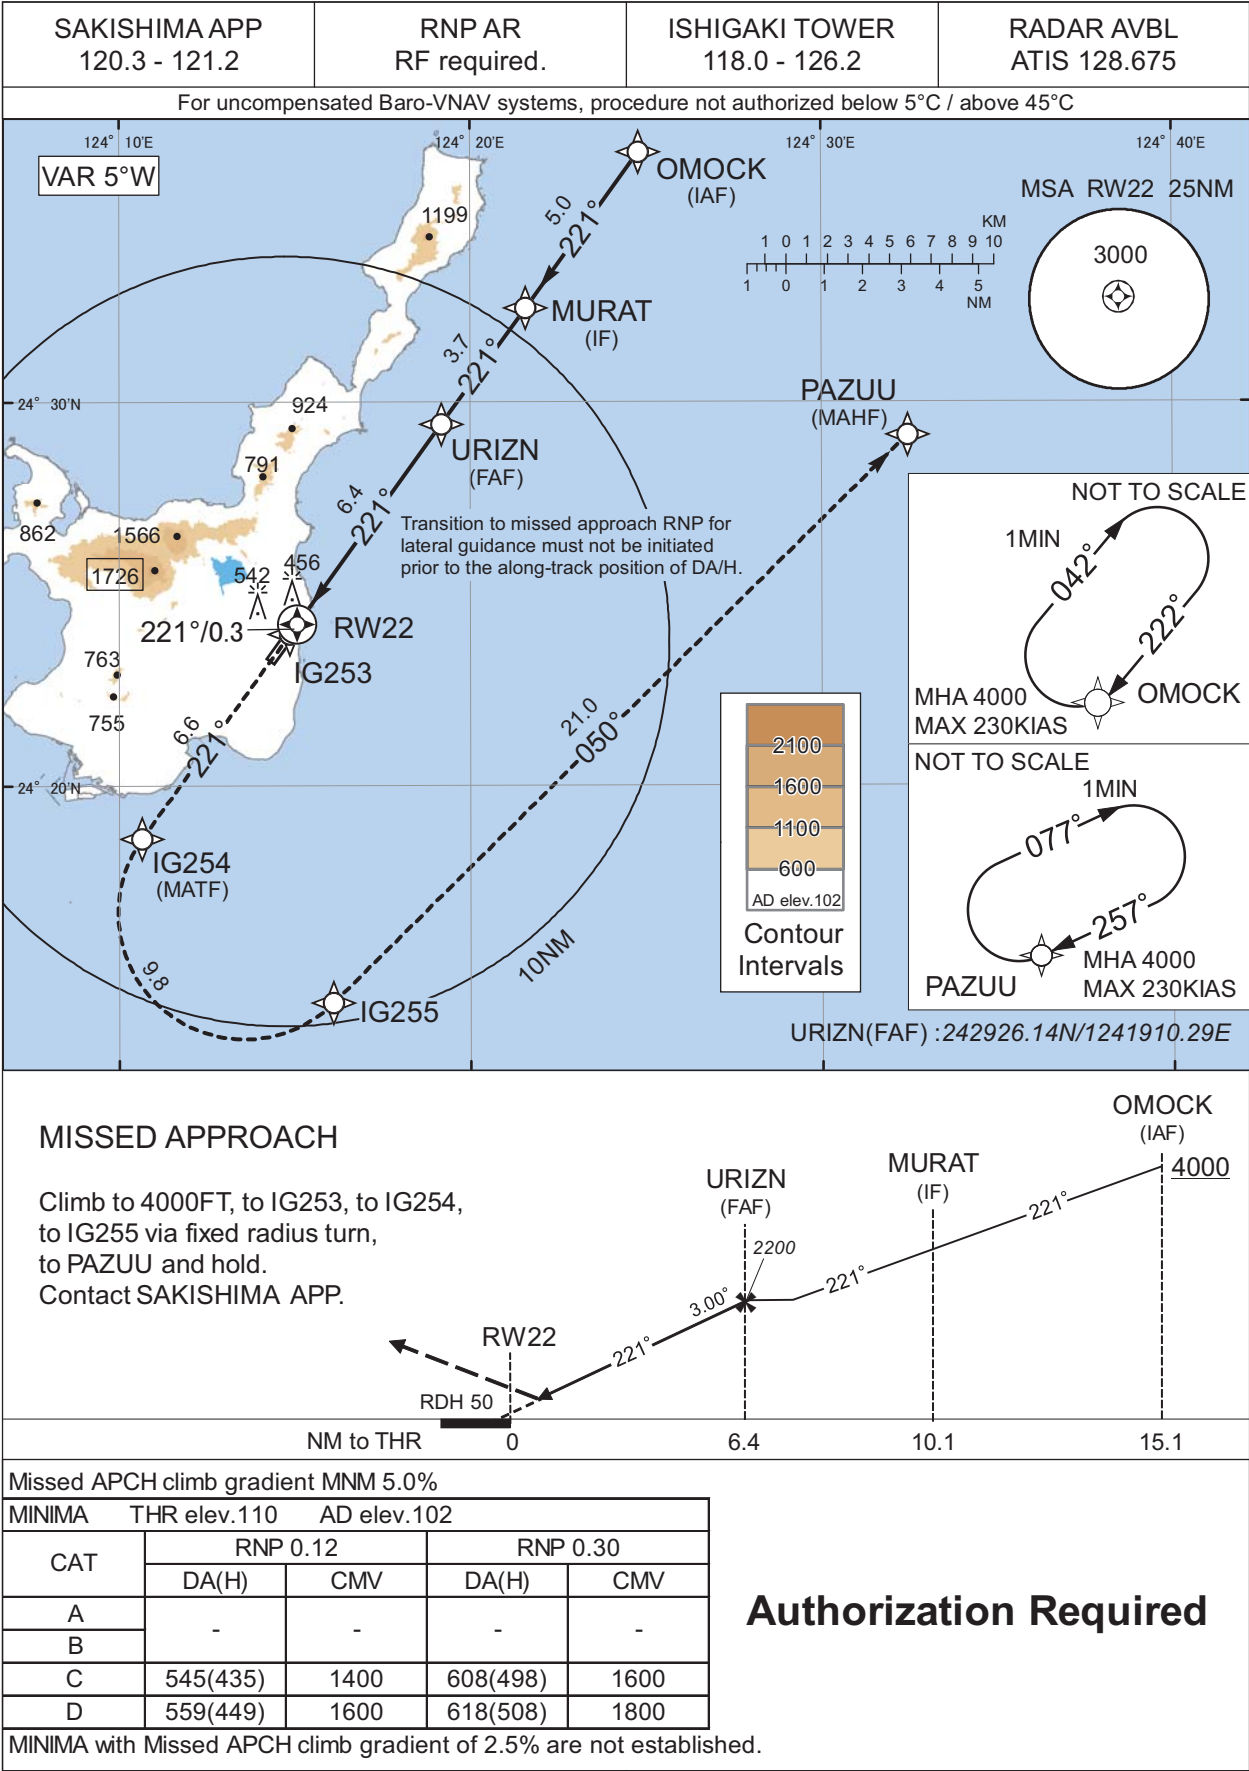 SAKISHIMA APP
120.3 - 121.2
RNP AR
RF required.
ISHIGAKI TOWER
118.0 - 126.2
RADAR AVBL
ATIS 128.675
For uncompensated Baro-VNAV systems, procedure not authorized below 5°C / above 45°C
124° 10'E
124° 20'E
124° 30'E
124° 40'E
VAR 5°W
OMOCK
(IAF)
MSA RW22 25NM
3000
KM
1 0 1 2 3 4 5 6 7 8 9 10
1 0 1 2 3 4 5
NM
1199
5.0
221°
MURAT
(IF)
3.7
221°
24° 30'N
924
PAZUU
(MAHF)
URIZN
(FAF)
791
6.4
221°
862
1566
1726
542
456
Transition to missed approach RNP for
lateral guidance must not be initiated
prior to the along-track position of DA/H.
NOT TO SCALE
1MIN
042°
222°
MHA 4000
MAX 230KIAS
OMOCK
221°/0.3
RW22
IG253
763
755
6.6
221°
21.0
050°
24° 20'N
2100
1600
1100
600
AD elev.102
Contour
Intervals
NOT TO SCALE
1MIN
077°
257°
PAZUU
MHA 4000
MAX 230KIAS
IG254
(MATF)
9.8
10NM
IG255
URIZN(FAF) :242926.14N/1241910.29E
MISSED APPROACH
Climb to 4000FT, to IG253, to IG254,
to IG255 via fixed radius turn,
to PAZUU and hold.
Contact SAKISHIMA APP.
OMOCK
(IAF)
4000
MURAT
(IF)
URIZN
(FAF)
2200
221°
221°
3.00°
221°
RW22
RDH 50
NM to THR 0 6.4 10.1 15.1
Missed APCH climb gradient MNM 5.0%
MINIMA THR elev.110 AD elev.102
CAT RNP 0.12 RNP 0.30
DA(H) CMV DA(H) CMV
A
B - - - -
C 545(435) 1400 608(498) 1600
D 559(449) 1600 618(508) 1800
MINIMA with Missed APCH climb gradient of 2.5% are not established.
Authorization Required